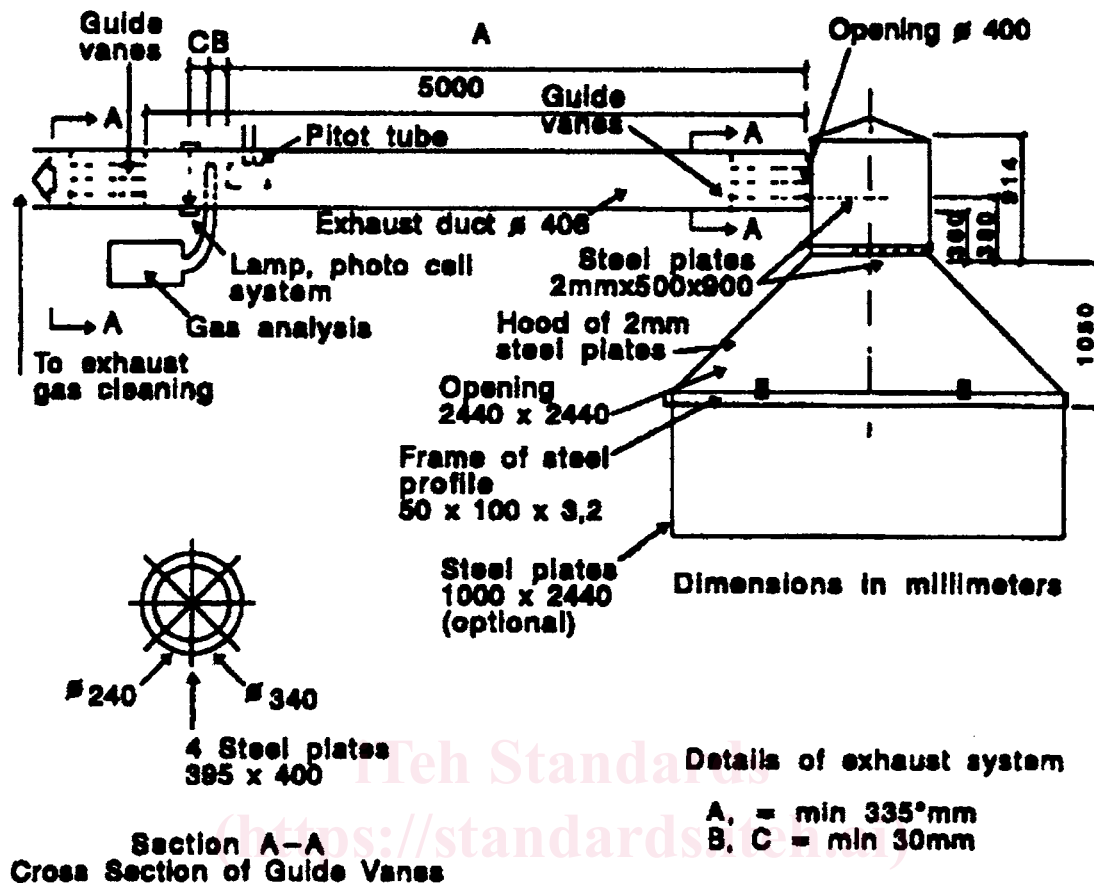 Guide
vanes
CB
A
Opening ø 400
5000
Guide
vanes
A
A
Pitot tube
914
Exhaust duct ø 406
A
360
380
Lamp, photo cell
system
Steel plates
2mmx500x900
A
Gas analysis
Hood of 2mm
steel plates
To exhaust
gas cleaning
Opening
2440 x 2440
Frame of steel
profile
50 x 100 x 3,2
Steel plates
1000 x 2440
(optional)
Dimensions in millimeters
ø 240
ø 340
4 Steel plates
395 x 400
iTeh Standards
(https://standards.iteh.ai)
Details of exhaust system
A, = min 335°mm
B, C = min 30mm
Section A-A
Cross Section of Guide Vanes